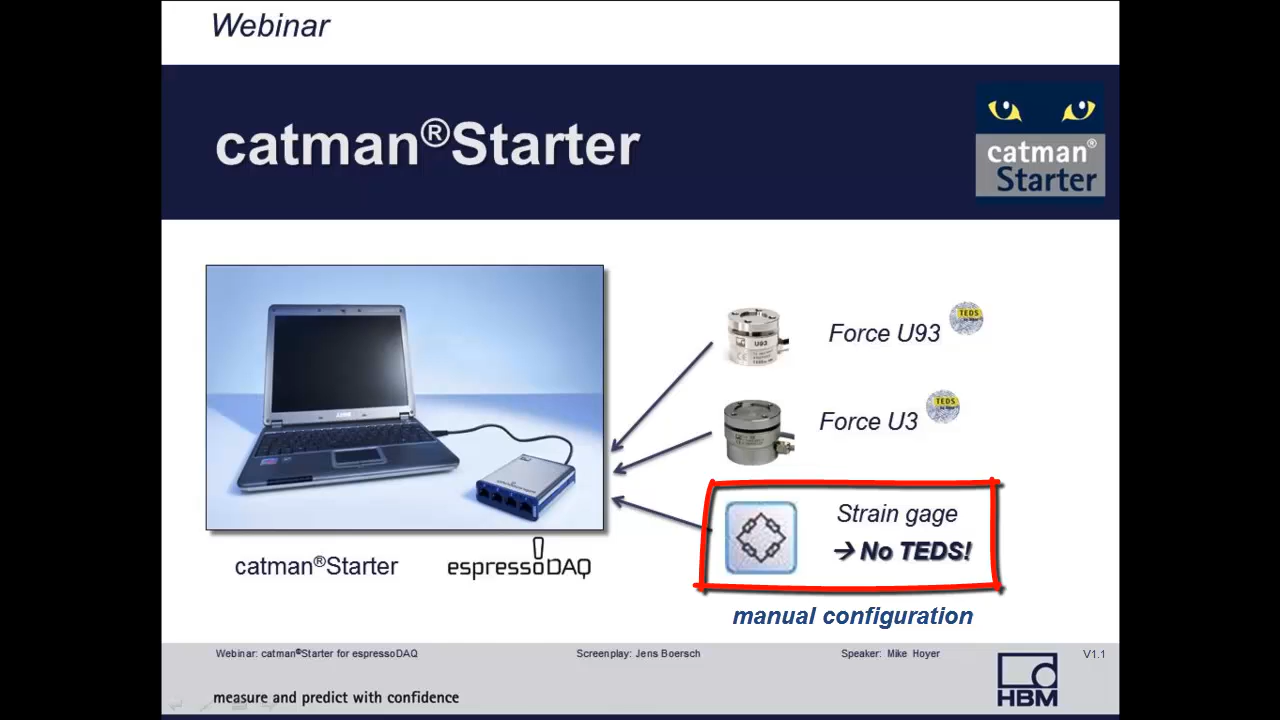 Webinar
catman®Starter
catman®
Starter
TEDS
Force U93
U93
TEDS
Force U3
Strain gage
→ No TEDS!
catman®Starter
espressoDAQ
manual configuration
Webinar: catman®Starter for espressoDAQ
Screenplay: Jens Boersch
Speaker: Mike Hoyer
V1.1
measure and predict with confidence
HBM